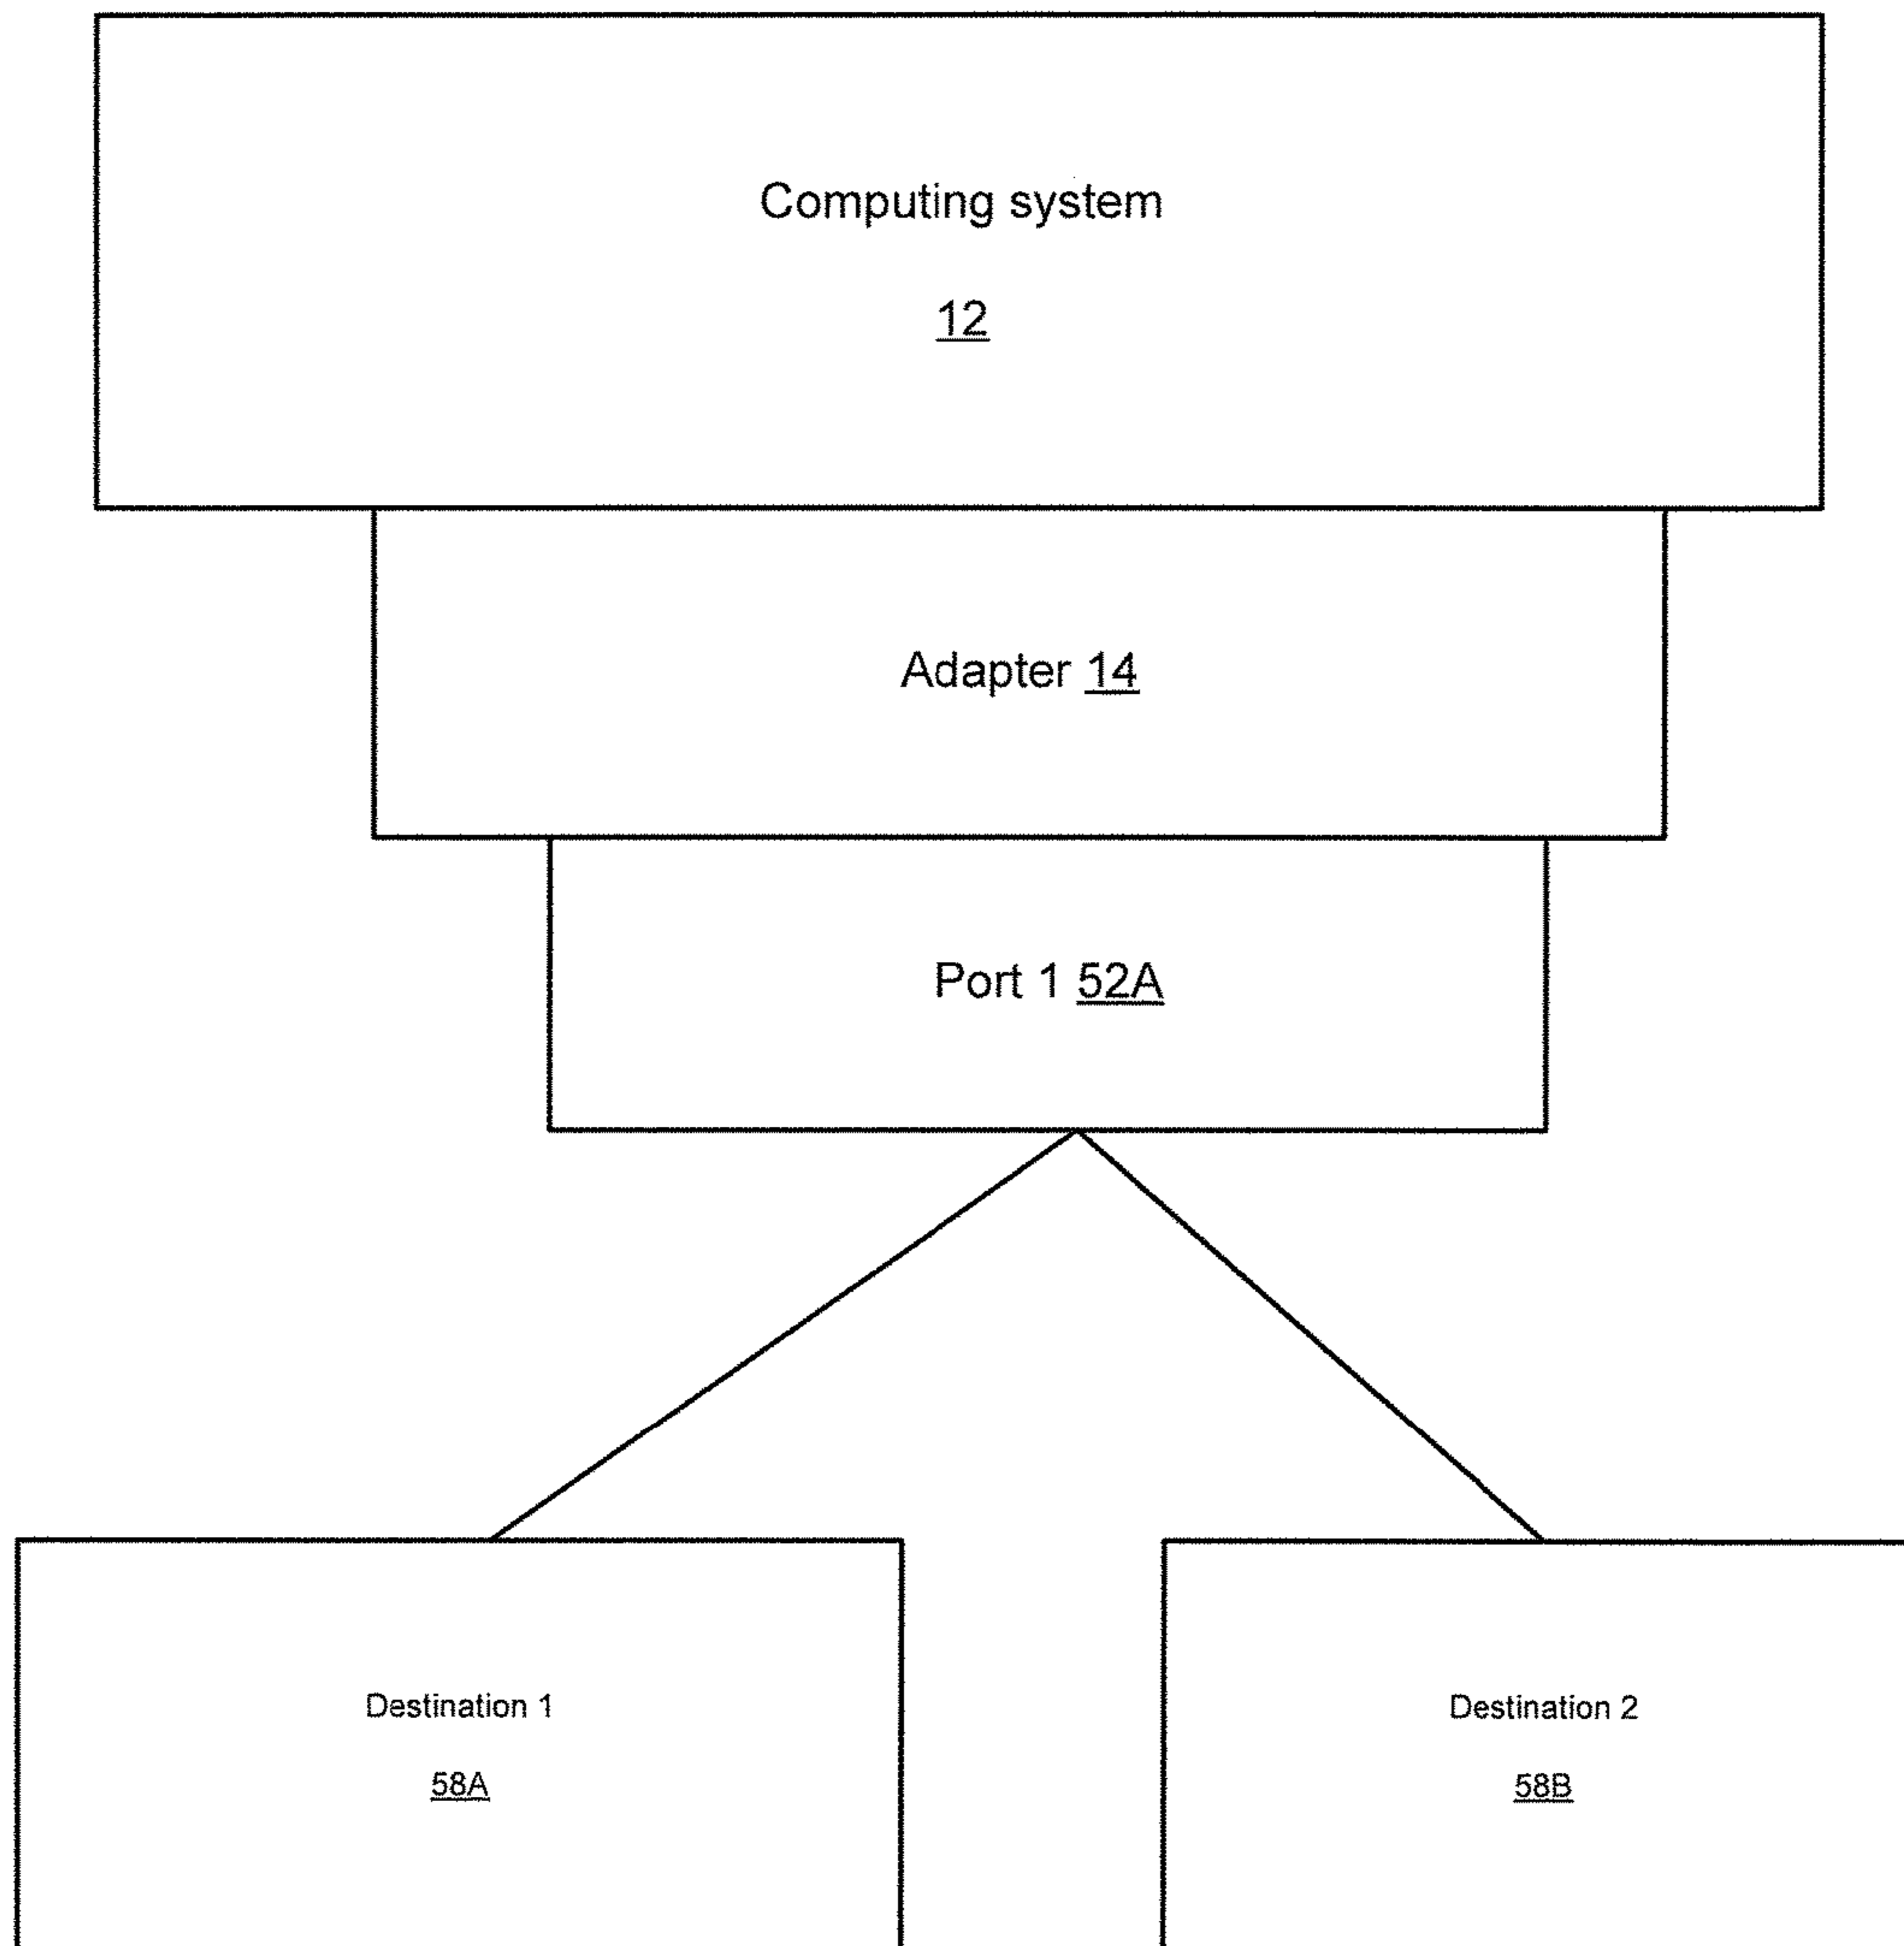 Computing system
12
Adapter 14
Port 1 52A
Destination 1
58A
Destination 2
58B